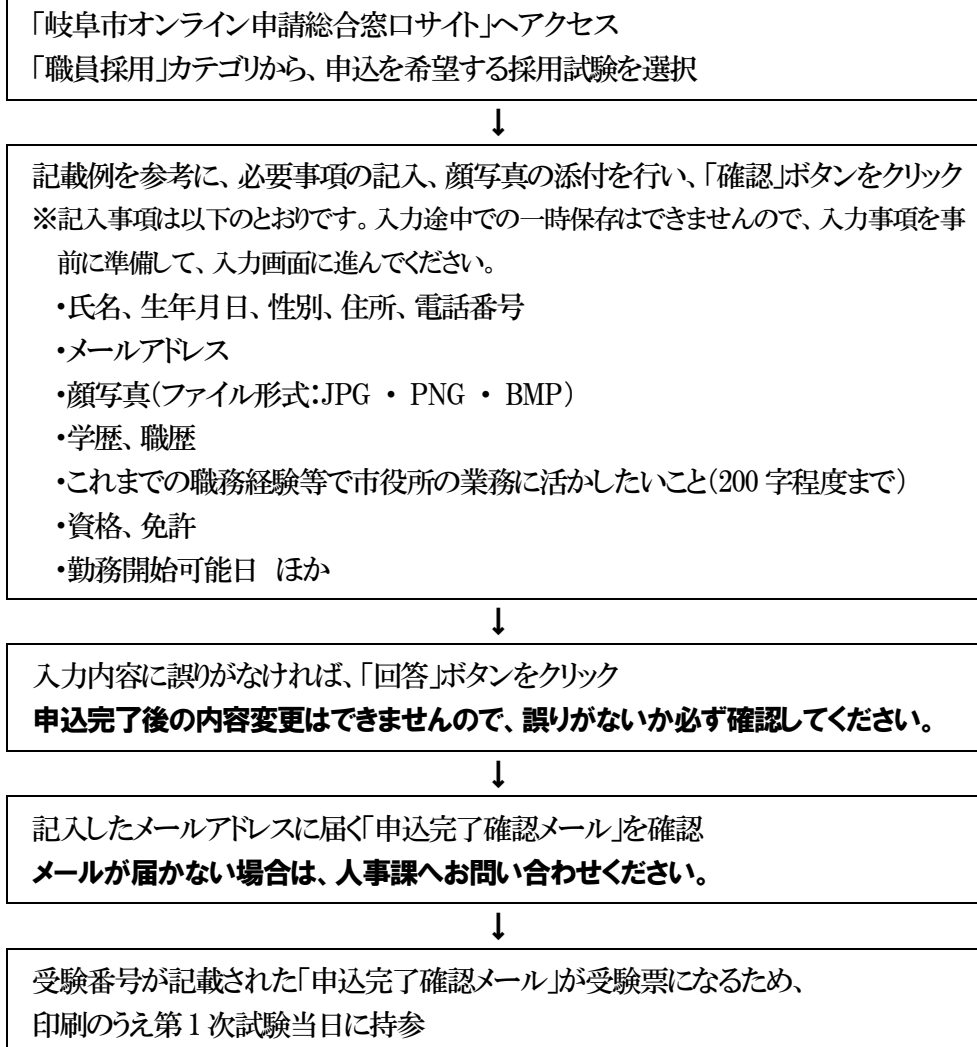 「岐阜市オンライン申請総合窓口サイト」へアクセス
「職員採用」カテゴリから、申込を希望する採用試験を選択
↓
記載例を参考に、必要事項の記入、顔写真の添付を行い、「確認」ボタンをクリック
※記入事項は以下のとおりです。入力途中での一時保存はできませんので、入力事項を事
前に準備して、入力画面に進んでください。
・氏名、生年月日、性別、住所、電話番号
・メールアドレス
・顔写真(ファイル形式:JPG ・ PNG ・ BMP)
・学歴、職歴
・これまでの職務経験等で市役所の業務に活かしたいこと(200 字程度まで)
・資格、免許
・勤務開始可能日　ほか
↓
入力内容に誤りがなければ、「回答」ボタンをクリック
申込完了後の内容変更はできませんので、誤りがないか必ず確認してください。
↓
記入したメールアドレスに届く「申込完了確認メール」を確認
メールが届かない場合は、人事課へお問い合わせください。
↓
受験番号が記載された「申込完了確認メール」が受験票になるため、
印刷のうえ第 1 次試験当日に持参